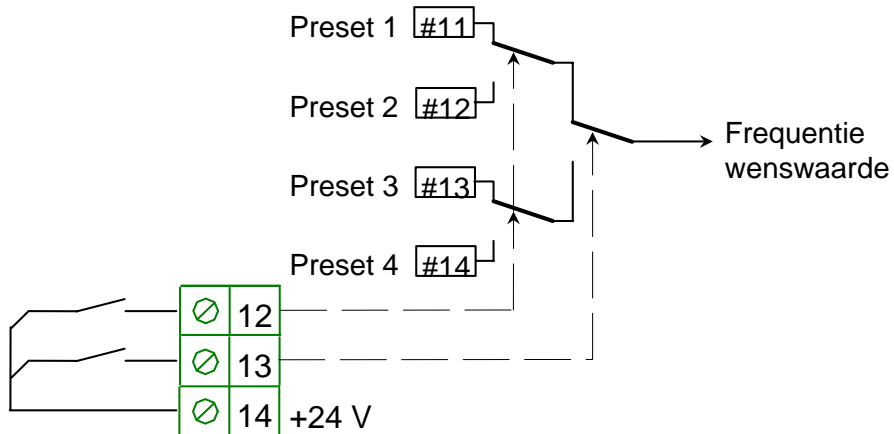 Preset 1 #11
Preset 2 #12
Preset 3 #13
Preset 4 #14
Frequentie
wenswaarde
12
13
14 +24 V